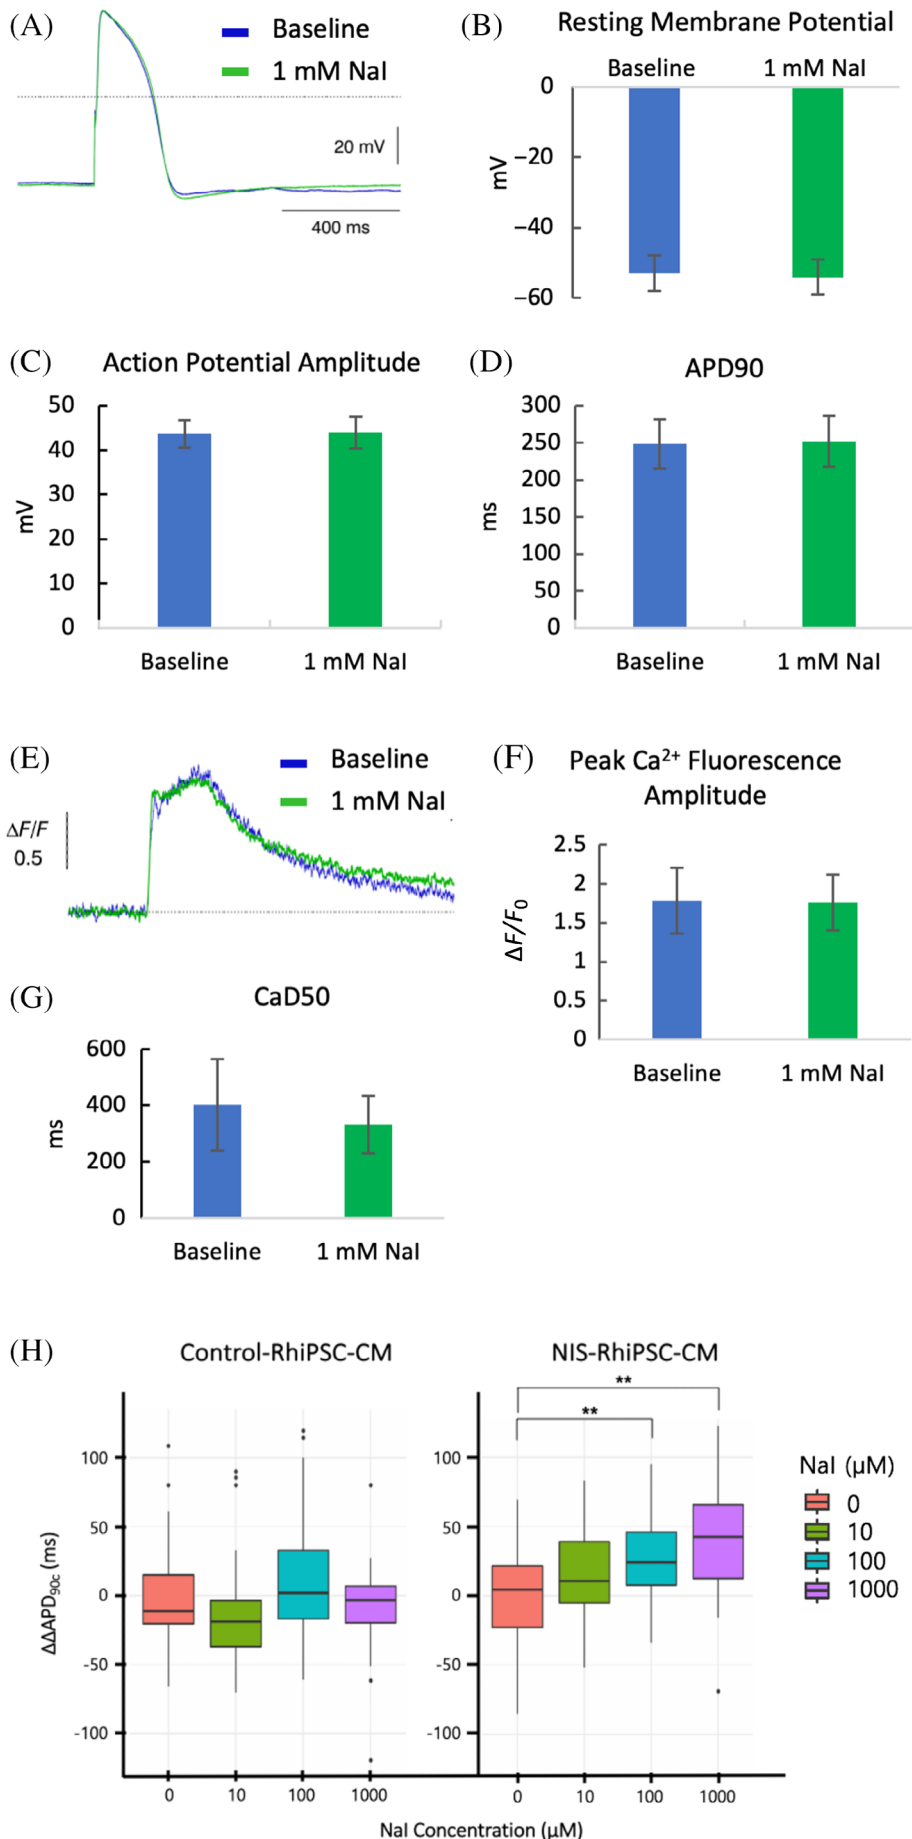 (A)
Baseline
1 mM NaI
20 mV
400 ms
(B)
Resting Membrane Potential
Baseline
1 mM NaI
0
−20
−40
−60
mV
(C)
Action Potential Amplitude
50
40
30
20
10
0
mV
Baseline
1 mM NaI
(D)
APD90
300
250
200
150
100
50
0
ms
Baseline
1 mM NaI
(E)
Baseline
1 mM NaI
ΔF/F
0.5
(F)
Peak Ca²⁺ Fluorescence
Amplitude
2.5
2
1.5
1
0.5
0
ΔF/F₀
Baseline
1 mM NaI
(G)
CaD50
600
400
200
0
ms
Baseline
1 mM NaI
(H)
Control-RhiPSC-CM
NIS-RhiPSC-CM
**
**
100
50
0
-50
-100
100
50
0
-50
-100
ΔΔAPD₉₀c (ms)
0
10
100
1000
0
10
100
1000
NaI Concentration (μM)
NaI (μM)
0
10
100
1000